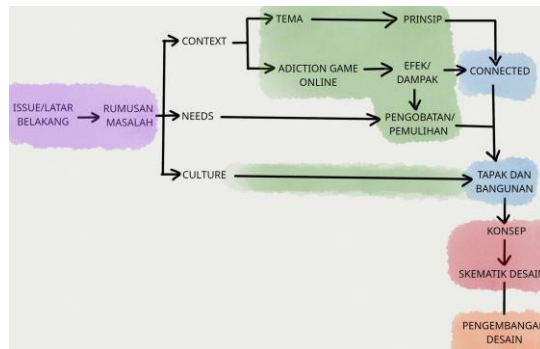 TEMA
PRINSIP
CONTEXT
ADICTION GAME
ONLINE
EFEK/
DAMPAK
CONNECTED
ISSUE/LATAR
BELAKANG
RUMUSAN
MASALAH
NEEDS
PENGOBATAN/
PEMULIHAN
CULTURE
TAPAK DAN
BANGUNAN
KONSEP
SKEMATIK DESAIN
PENGEMBANGAN
DESAIN